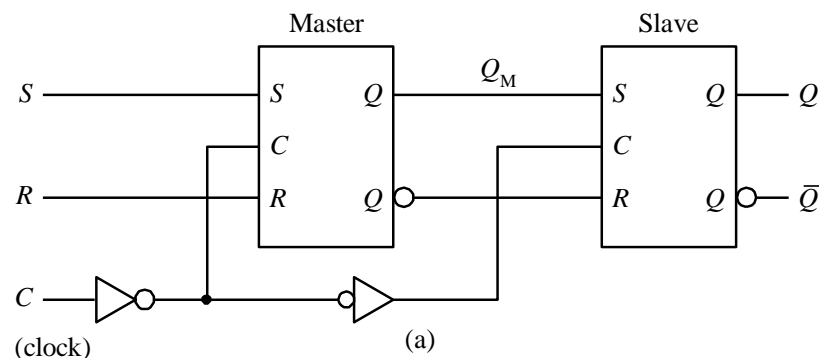 Master Slave
S S Q Q_M S Q Q
C C
R R Q R Q Q̅
C
(clock) (a)